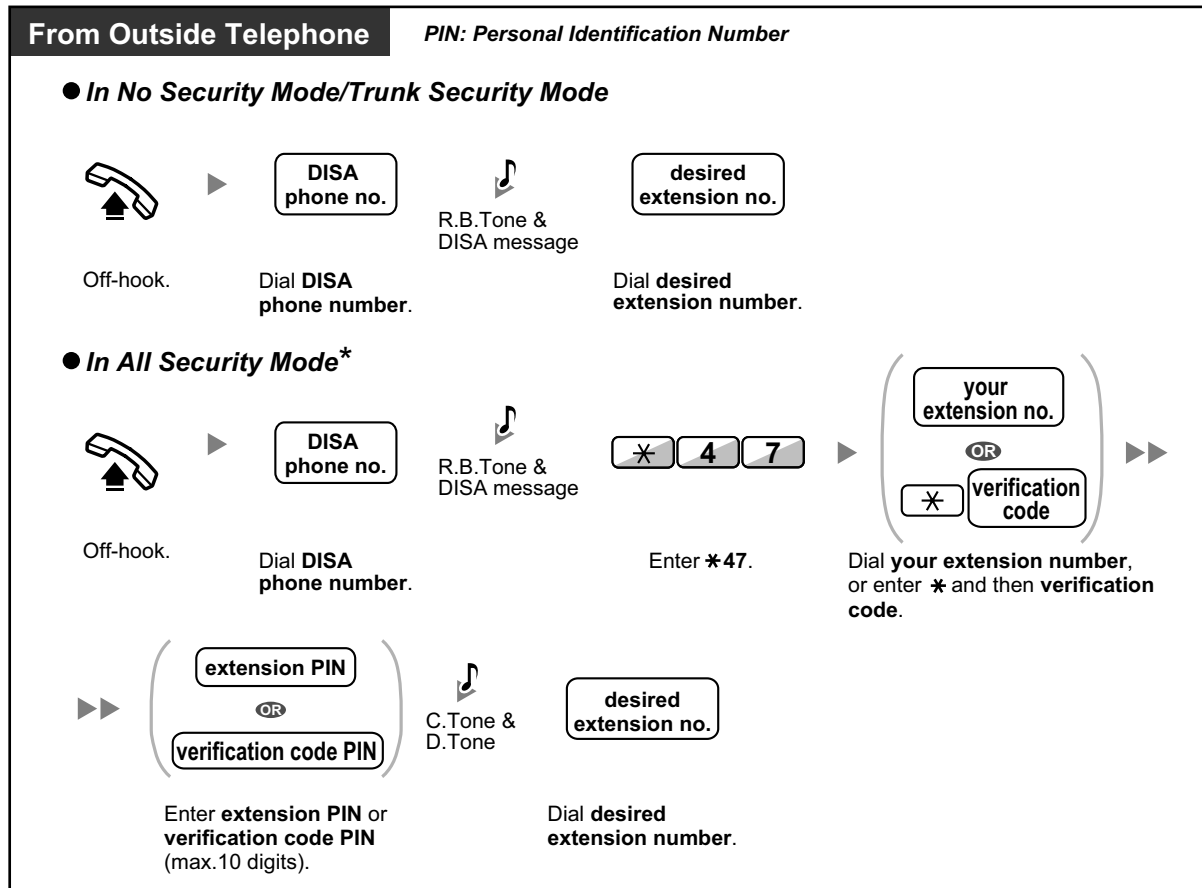 From Outside Telephone
PIN: Personal Identification Number
● In No Security Mode/Trunk Security Mode
DISA
phone no.
R.B.Tone &
DISA message
desired
extension no.
Off-hook.
Dial DISA
phone number.
Dial desired
extension number.
● In All Security Mode*
DISA
phone no.
R.B.Tone &
DISA message
* 4 7
your
extension no.
OR
* verification
code
Off-hook.
Dial DISA
phone number.
Enter *47.
Dial your extension number,
or enter * and then verification
code.
extension PIN
OR
verification code PIN
C.Tone &
D.Tone
desired
extension no.
Enter extension PIN or
verification code PIN
(max.10 digits).
Dial desired
extension number.